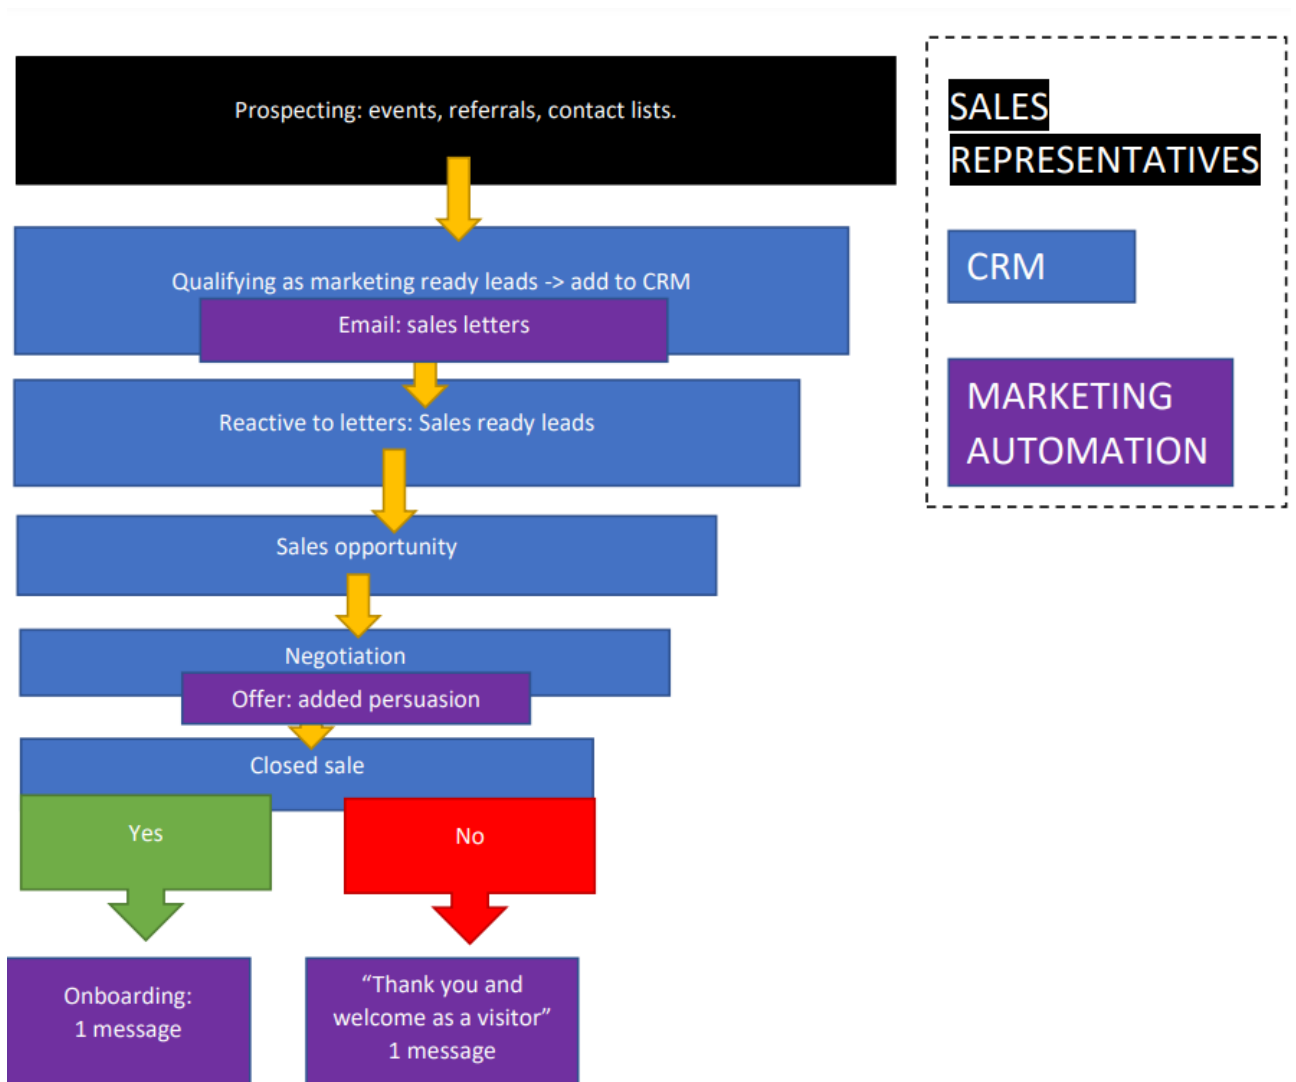 Prospecting: events, referrals, contact lists.
Qualifying as marketing ready leads -> add to CRM
Email: sales letters
Reactive to letters: Sales ready leads
Sales opportunity
Negotiation
Offer: added persuasion
Closed sale
Yes
No
Onboarding:
1 message
“Thank you and
welcome as a visitor”
1 message
SALES
REPRESENTATIVES
CRM
MARKETING
AUTOMATION